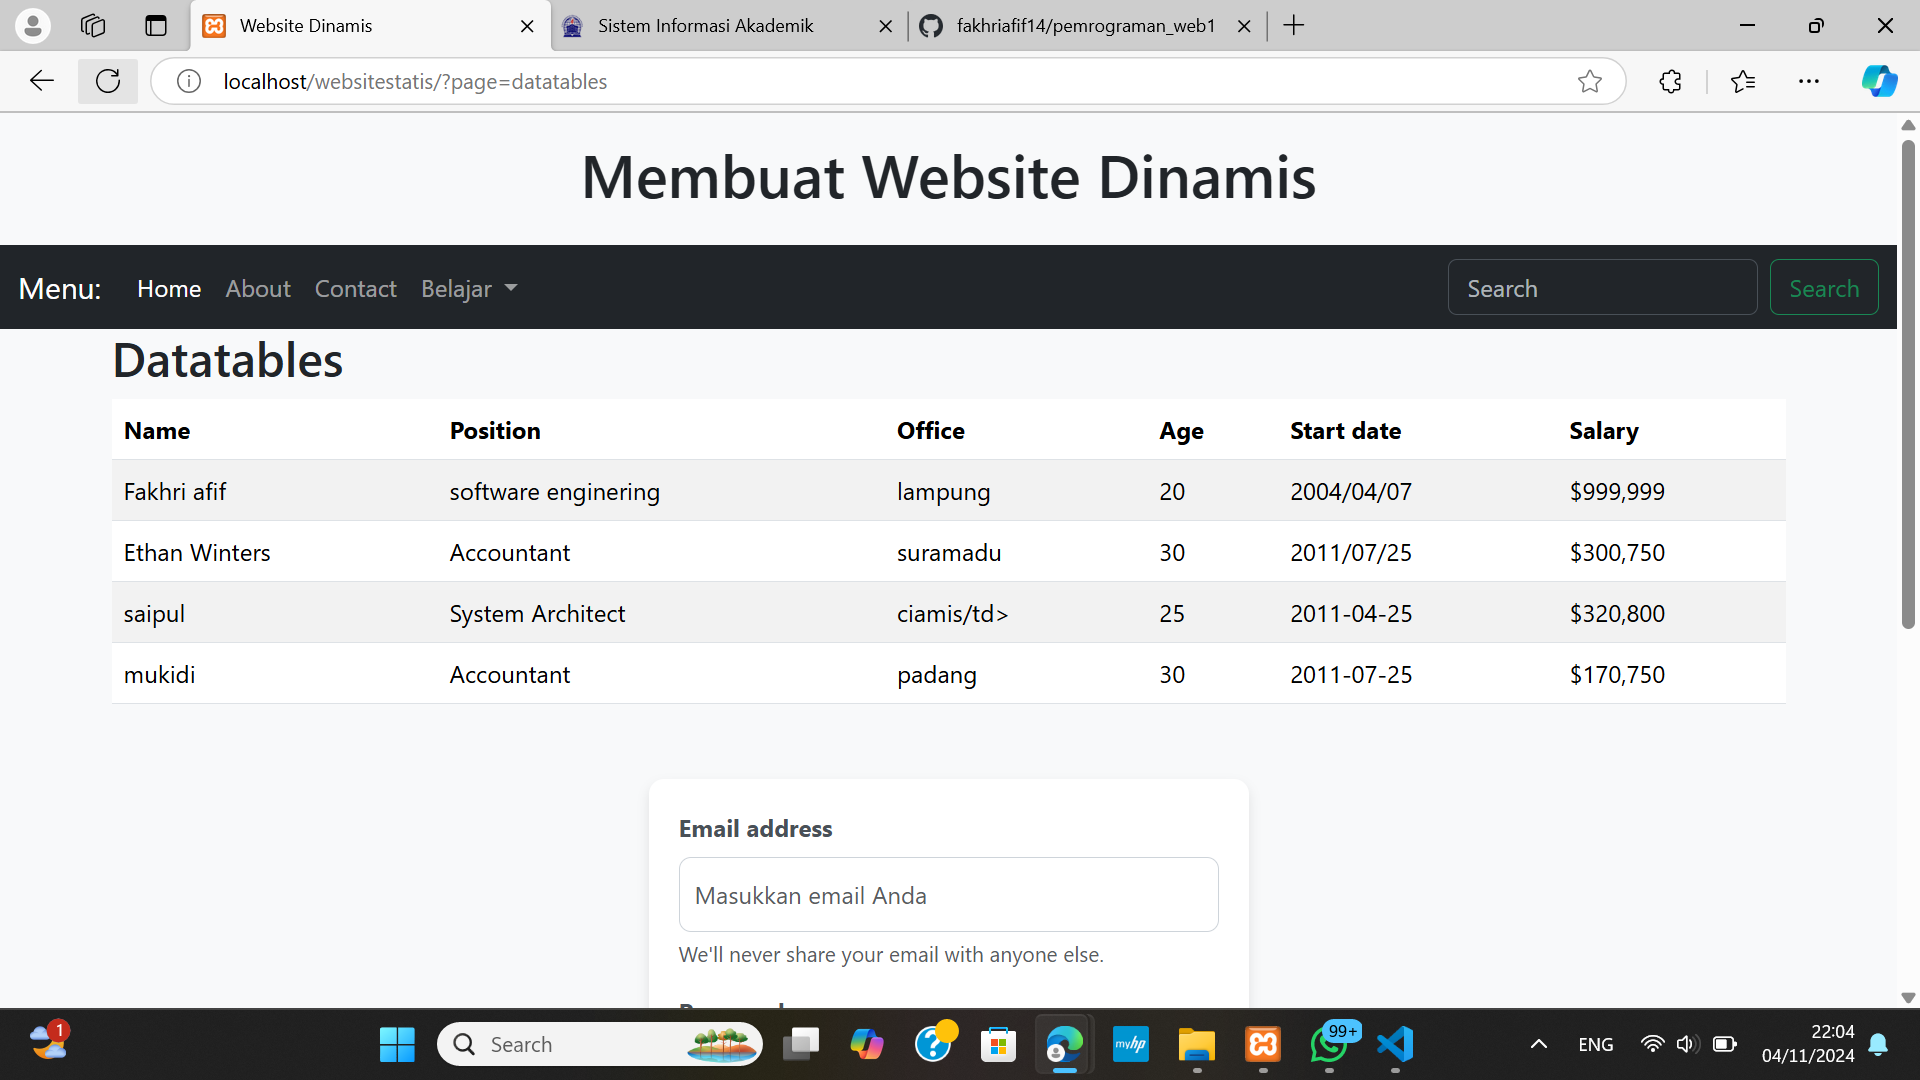 Website Dinamis
Sistem Informasi Akademik
fakhriafif14/pemrograman_web1
localhost/websitestatis/?page=datatables
Membuat Website Dinamis
Menu: Home About Contact Belajar Search Search
Datatables
Name Position Office Age Start date Salary
Fakhri afif software enginering lampung 20 2004/04/07 $999,999
Ethan Winters Accountant suramadu 30 2011/07/25 $300,750
saipul System Architect ciamis/td> 25 2011-04-25 $320,800
mukidi Accountant padang 30 2011-07-25 $170,750
Email address
Masukkan email Anda
We'll never share your email with anyone else.
1 Search myhp 99+ ENG 22:04
04/11/2024